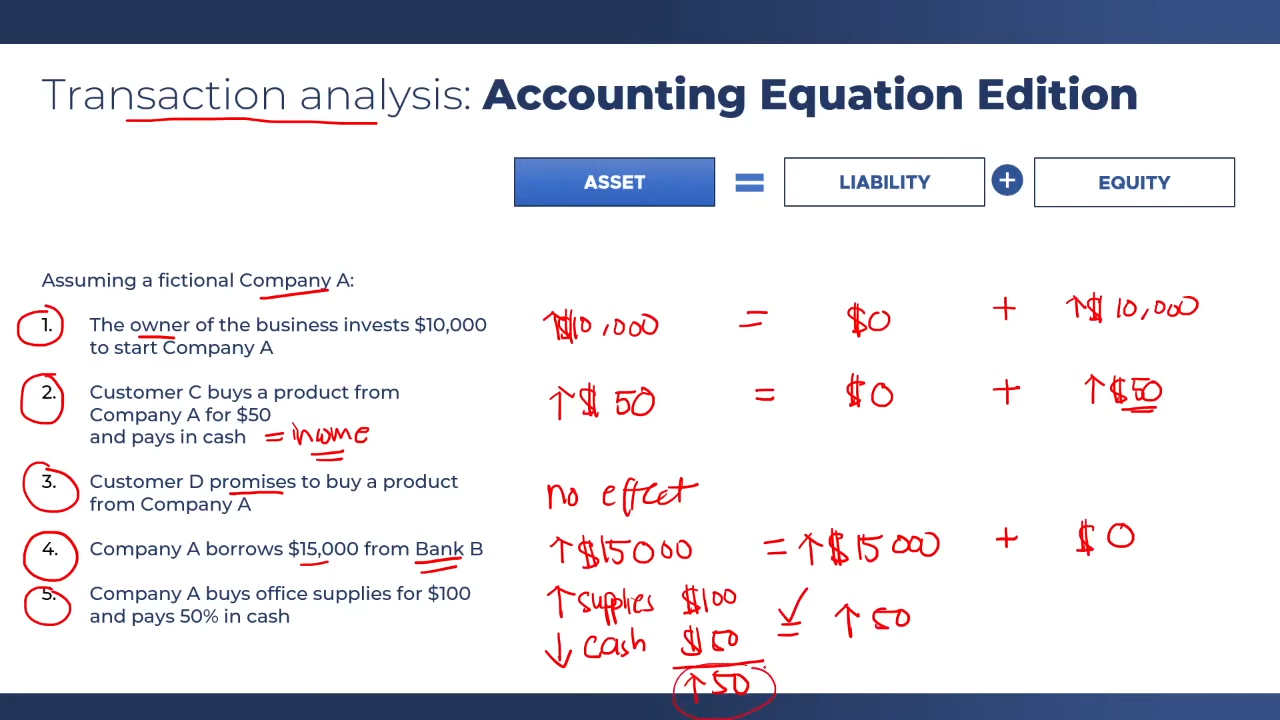 Transaction analysis: Accounting Equation Edition
ASSET = LIABILITY + EQUITY
Assuming a fictional Company A:
1. The owner of the business invests $10,000
to start Company A
↑$10,000 = $0 + ↑$10,000
2. Customer C buys a product from
Company A for $50
and pays in cash = income
↑$50 = $0 + ↑$50
3. Customer D promises to buy a product
from Company A
no effect
4. Company A borrows $15,000 from Bank B
↑$15000 = ↑$15000 + $0
5. Company A buys office supplies for $100
and pays 50% in cash
↑ supplies $100
↓ cash $50
↑50
= ↑50